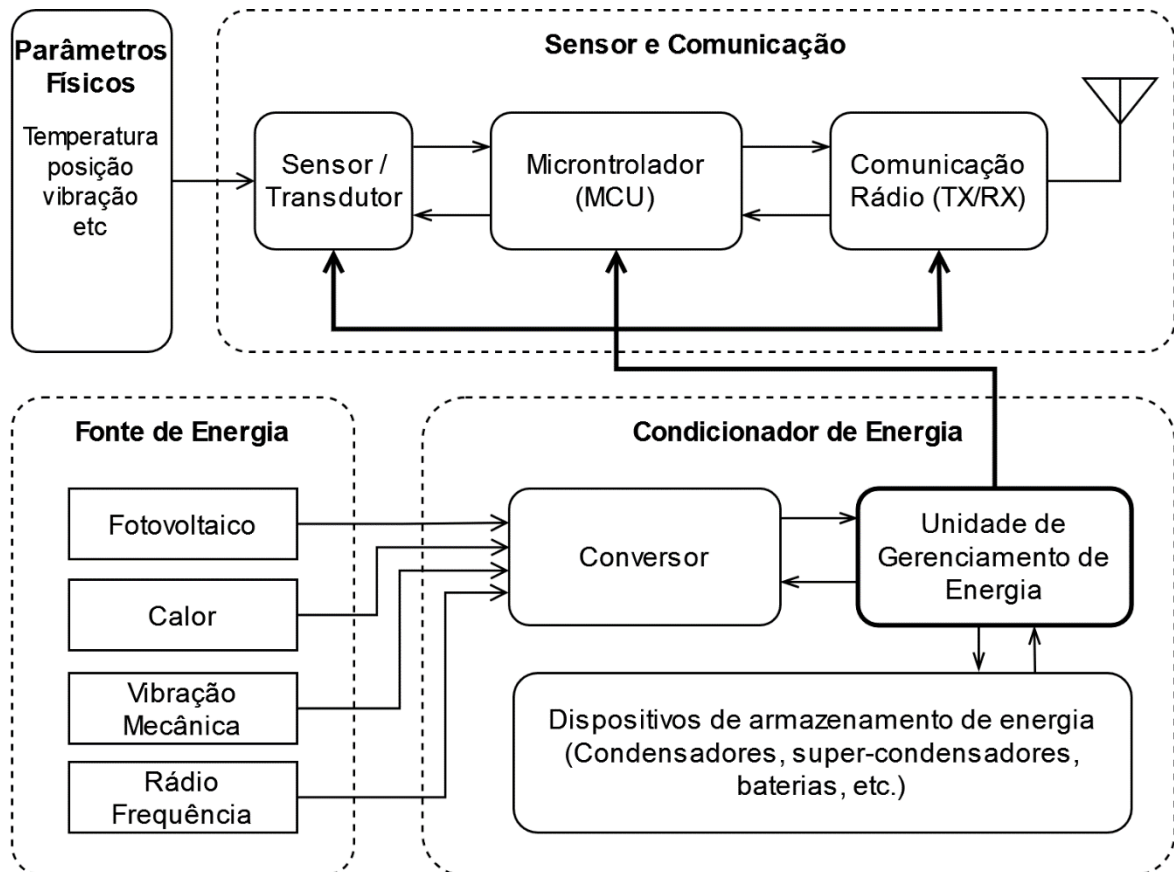 Parâmetros
Físicos
Temperatura
posição
vibração
etc
Sensor e Comunicação
Sensor /
Transdutor
Microntrolador
(MCU)
Comunicação
Rádio (TX/RX)
Fonte de Energia
Fotovoltaico
Calor
Vibração
Mecânica
Rádio
Frequência
Condicionador de Energia
Conversor
Unidade de
Gerenciamento de
Energia
Dispositivos de armazenamento de energia
(Condensadores, super-condensadores,
baterias, etc.)